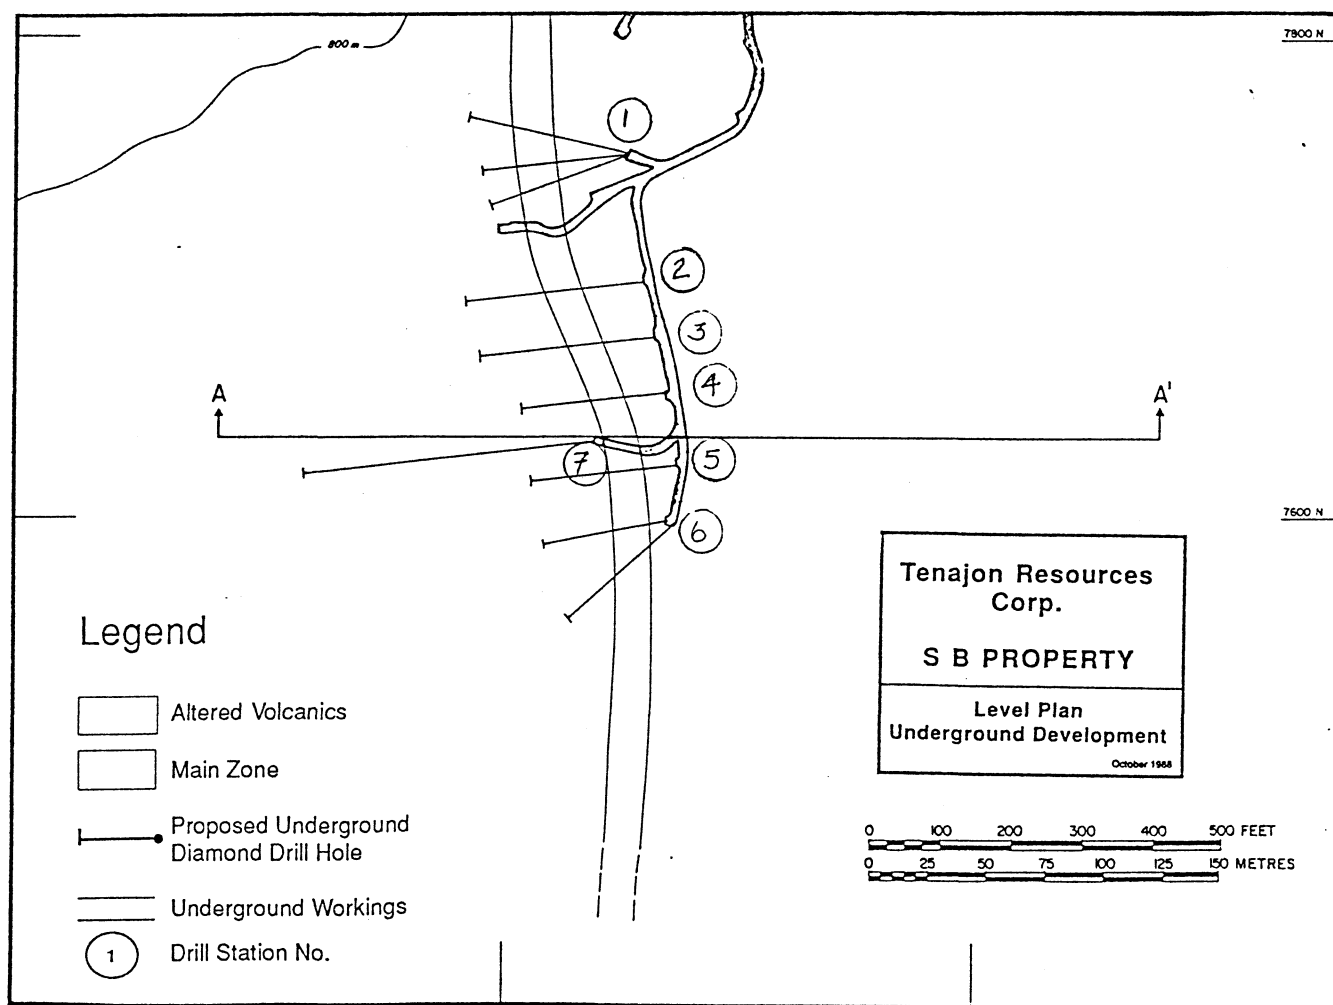 800 m
7800 N
1
2
3
4
A
A'
7
5
7600 N
6
Tenajon Resources
Corp.
S B PROPERTY
Level Plan
Underground Development
October 1988
Legend
Altered Volcanics
Main Zone
Proposed Underground
Diamond Drill Hole
Underground Workings
1
Drill Station No.
0 100 200 300 400 500 FEET
0 25 50 75 100 125 150 METRES